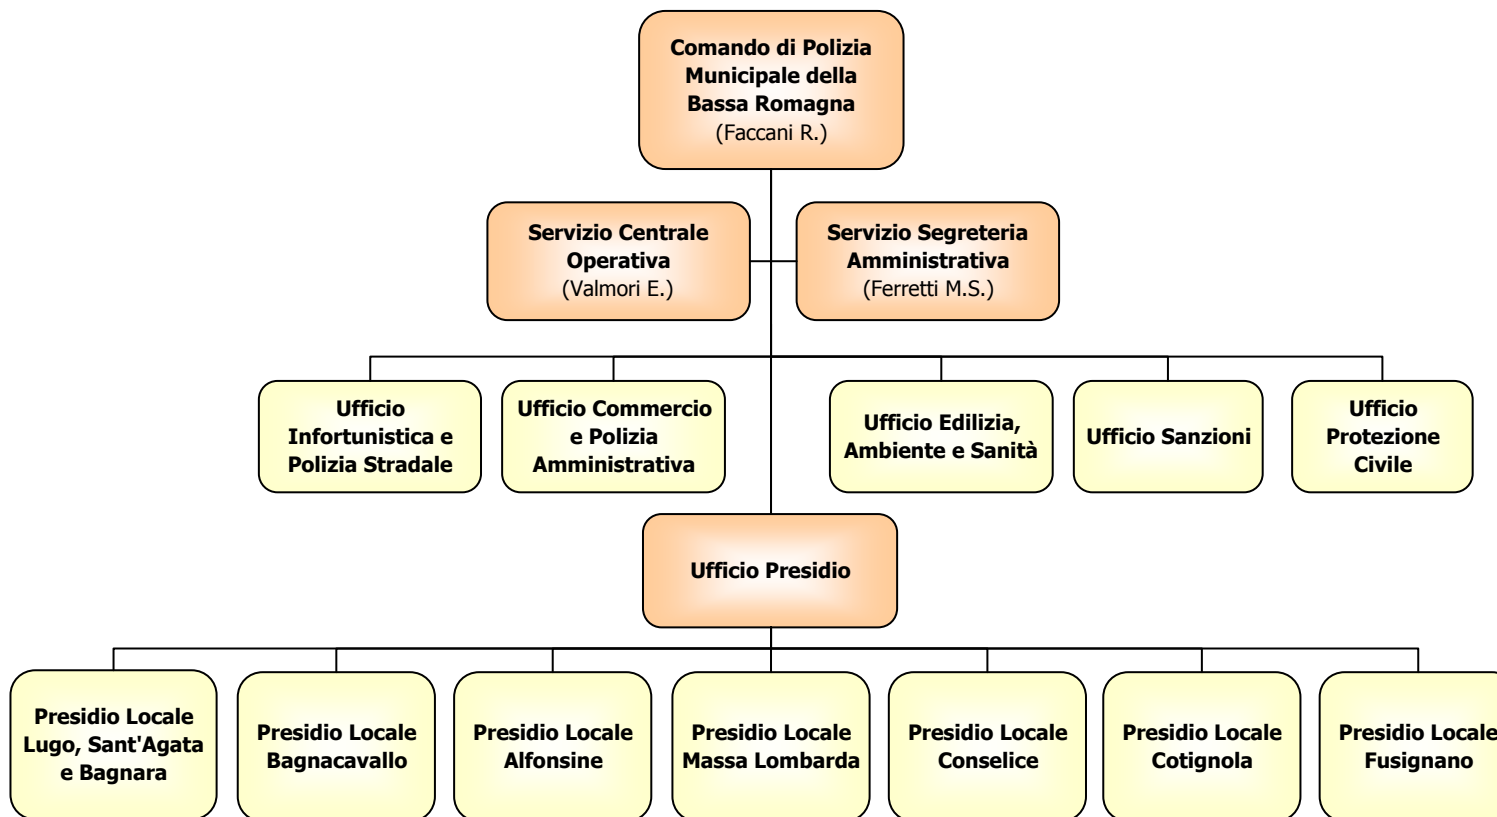 Comando di Polizia
Municipale della
Bassa Romagna
(Faccani R.)
Servizio Centrale
Operativa
(Valmori E.)
Servizio Segreteria
Amministrativa
(Ferretti M.S.)
Ufficio
Infortunistica e
Polizia Stradale
Ufficio Commercio
e Polizia
Amministrativa
Ufficio Edilizia,
Ambiente e Sanità
Ufficio Sanzioni
Ufficio
Protezione
Civile
Ufficio Presidio
Presidio Locale
Lugo, Sant'Agata
e Bagnara
Presidio Locale
Bagnacavallo
Presidio Locale
Alfonsine
Presidio Locale
Massa Lombarda
Presidio Locale
Conselice
Presidio Locale
Cotignola
Presidio Locale
Fusignano